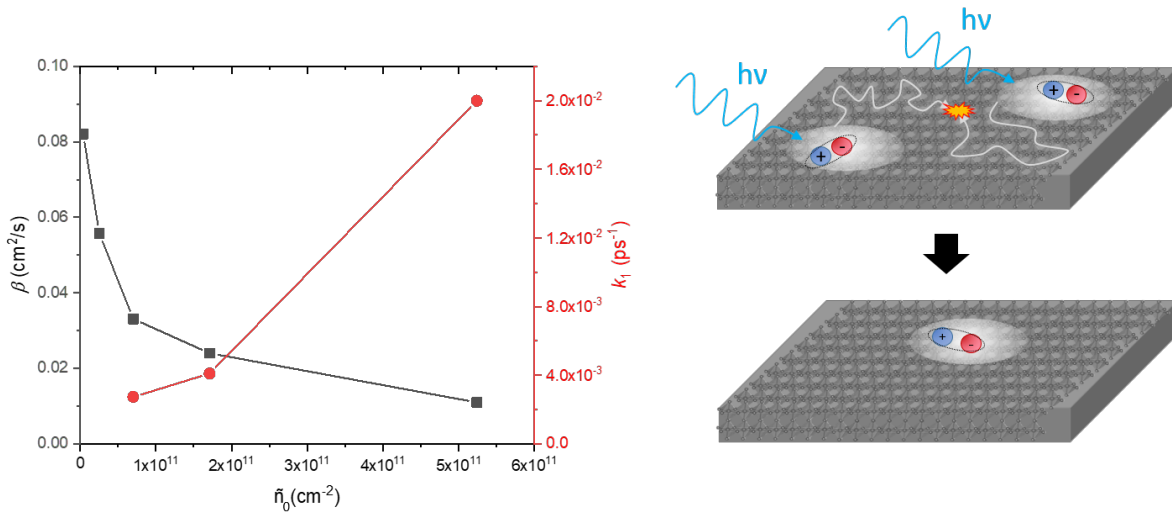 0.10
0.08
0.06
0.04
0.02
0.00
β (cm²/s)
0
1x10¹¹
2x10¹¹
3x10¹¹
4x10¹¹
5x10¹¹
6x10¹¹
ñ₀(cm⁻²)
2.0x10⁻²
1.6x10⁻²
1.2x10⁻²
8.0x10⁻³
4.0x10⁻³
0.0
k₁ (ps⁻¹)
hν
hν
+ -
+ -
+ -